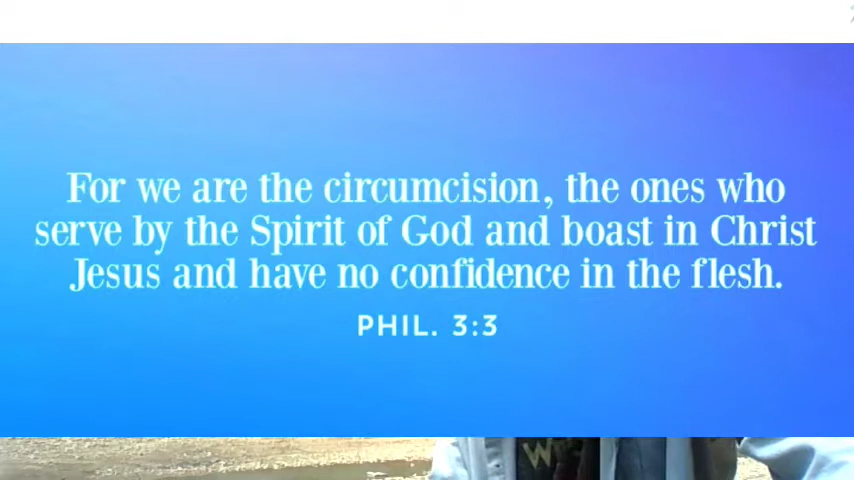 For we are the circumcision, the ones who
serve by the Spirit of God and boast in Christ
Jesus and have no confidence in the flesh.
PHIL. 3:3